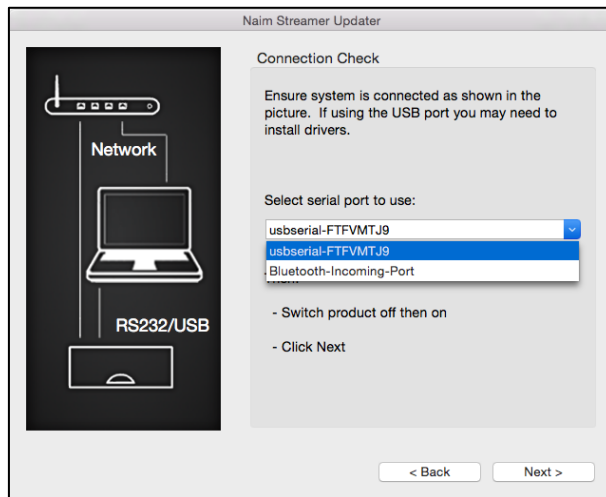 Naim Streamer Updater
Connection Check
Ensure system is connected as shown in the
picture. If using the USB port you may need to
install drivers.
Network
Select serial port to use:
usbserial-FTFVMTJ9
usbserial-FTFVMTJ9
Bluetooth-Incoming-Port
- Switch product off then on
RS232/USB
- Click Next
< Back
Next >